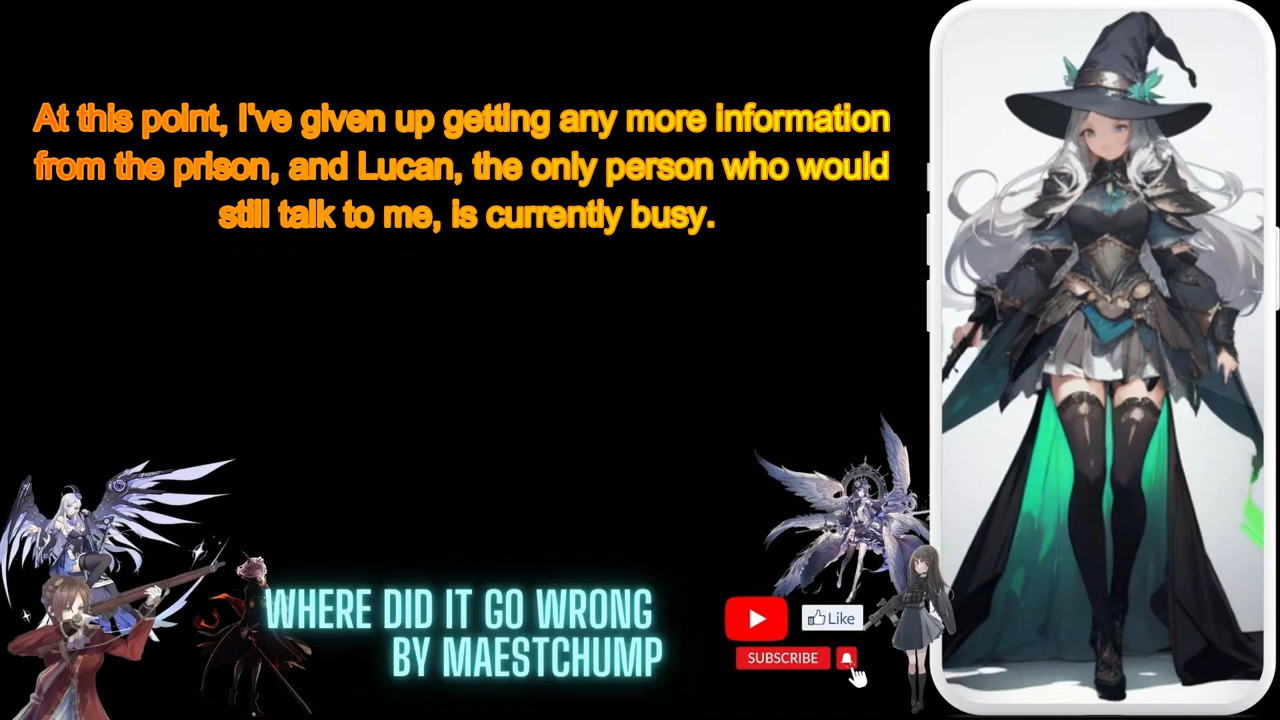 At this point, I've given up getting any more information
from the prison, and Lucan, the only person who would
still talk to me, is currently busy.
WHERE DID IT GO WRONG
BY MAESTCHUMP
Like
SUBSCRIBE